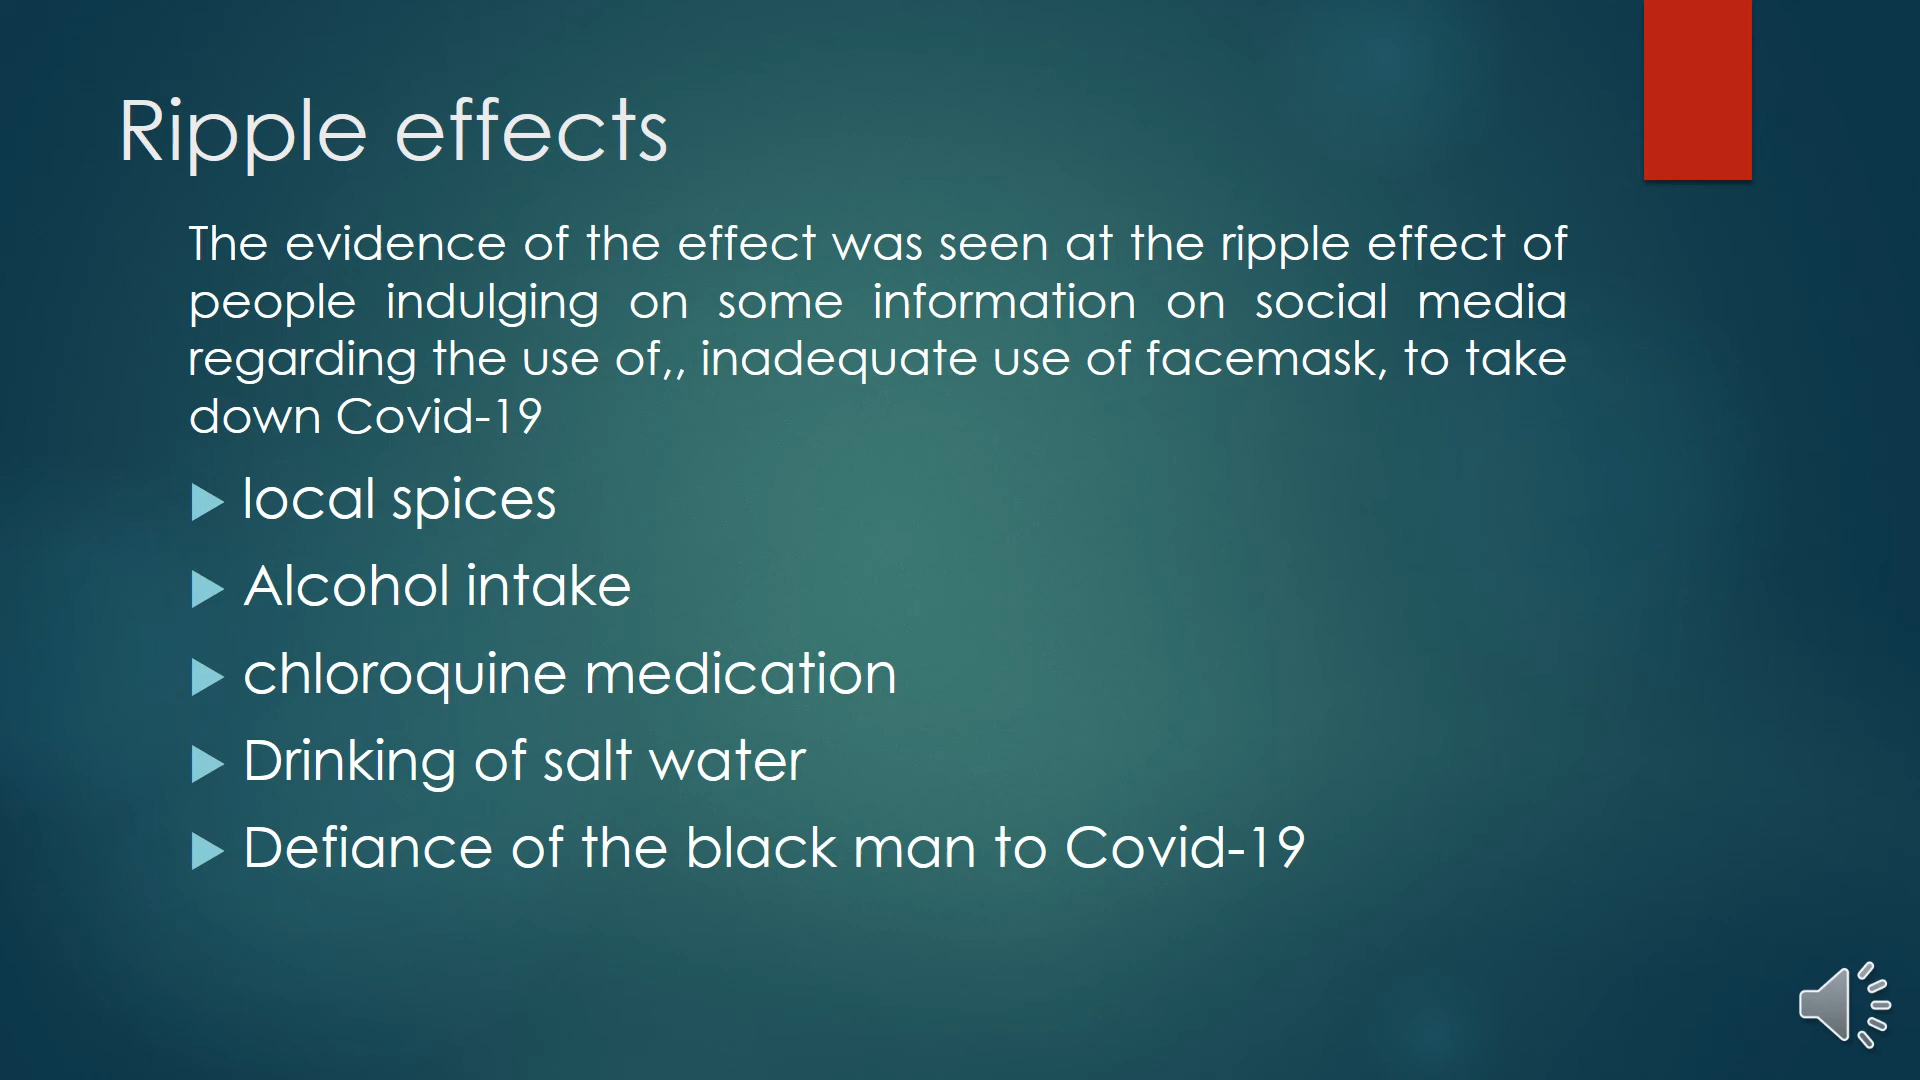 Ripple effects
The evidence of the effect was seen at the ripple effect of
people indulging on some information on social media
regarding the use of,, inadequate use of facemask, to take
down Covid-19
local spices
Alcohol intake
chloroquine medication
Drinking of salt water
Defiance of the black man to Covid-19